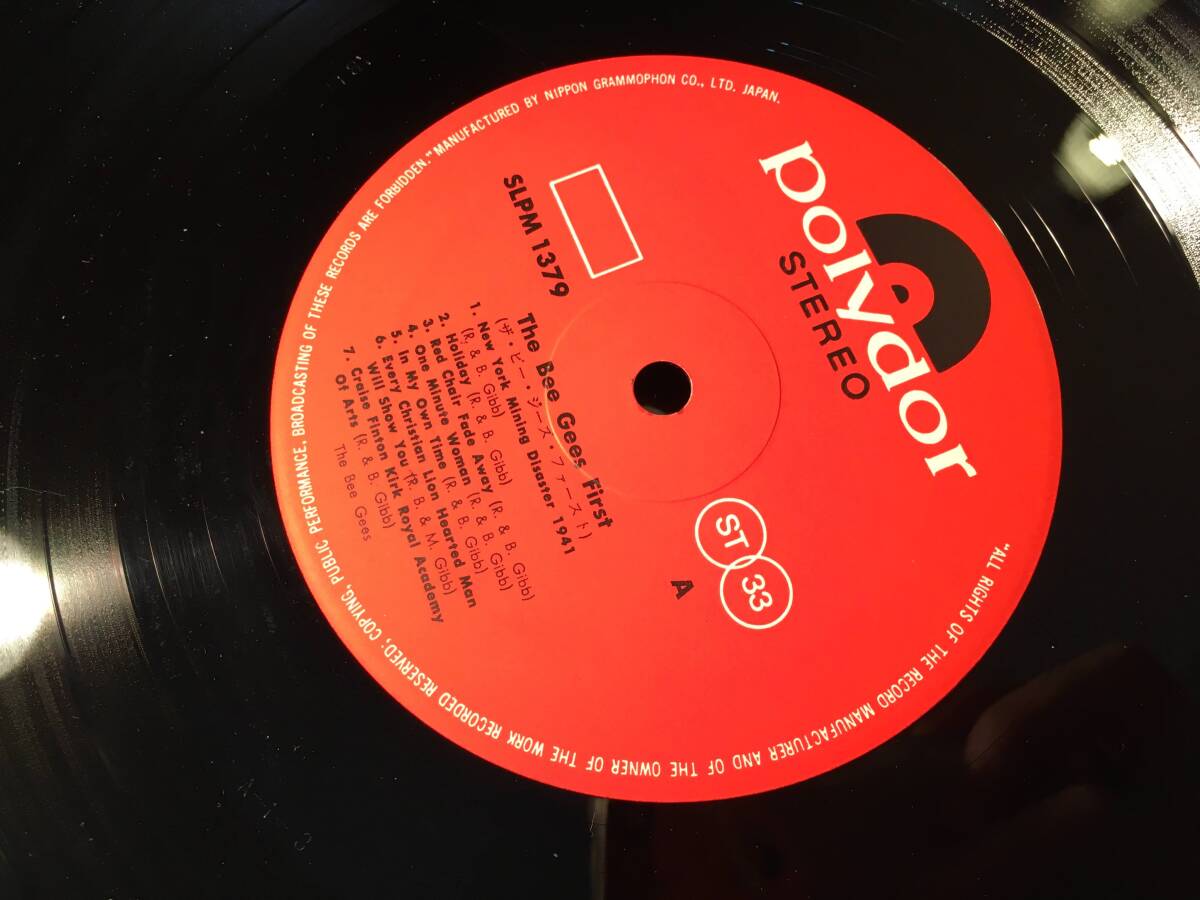 polydor
STEREO
SLPM 1379
ST 33
A
The Bee Gees First
(ザ・ビー・ジーズ・ファースト)
1. New York Mining Disaster 1941
(R. & B. Gibb)
2. Holiday (R. & B. Gibb)
3. Red Chair Fade Away (R. & B. Gibb)
4. One Minute Woman (R. & B. Gibb)
5. In My Own Time (R. & B. Gibb)
6. Every Christian Lion Hearted Man
Will Show You (R. B. & M. Gibb)
7. Craise Finton Kirk Royal Academy
Of Arts (R. & B. Gibb)
The Bee Gees
"ALL RIGHTS OF THE RECORD MANUFACTURER AND OF THE OWNER OF THE WORK RECORDED RESERVED; COPYING, PUBLIC PERFORMANCE, BROADCASTING OF THESE RECORDS ARE FORBIDDEN." MANUFACTURED BY NIPPON GRAMMOPHON CO., LTD. JAPAN.